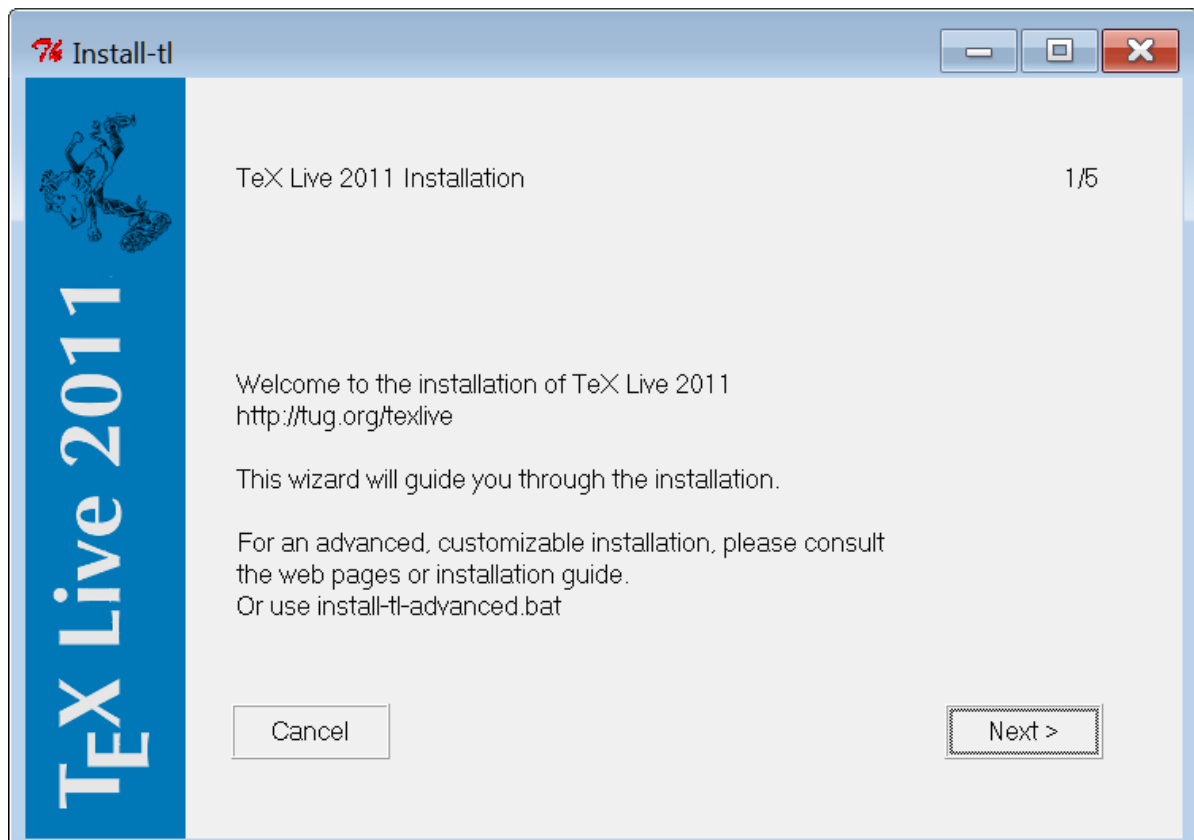 Install-tl
TeX Live 2011 Installation
1/5
Welcome to the installation of TeX Live 2011
http://tug.org/texlive
This wizard will guide you through the installation.
For an advanced, customizable installation, please consult
the web pages or installation guide.
Or use install-tl-advanced.bat
Cancel
Next >
TEX Live 2011